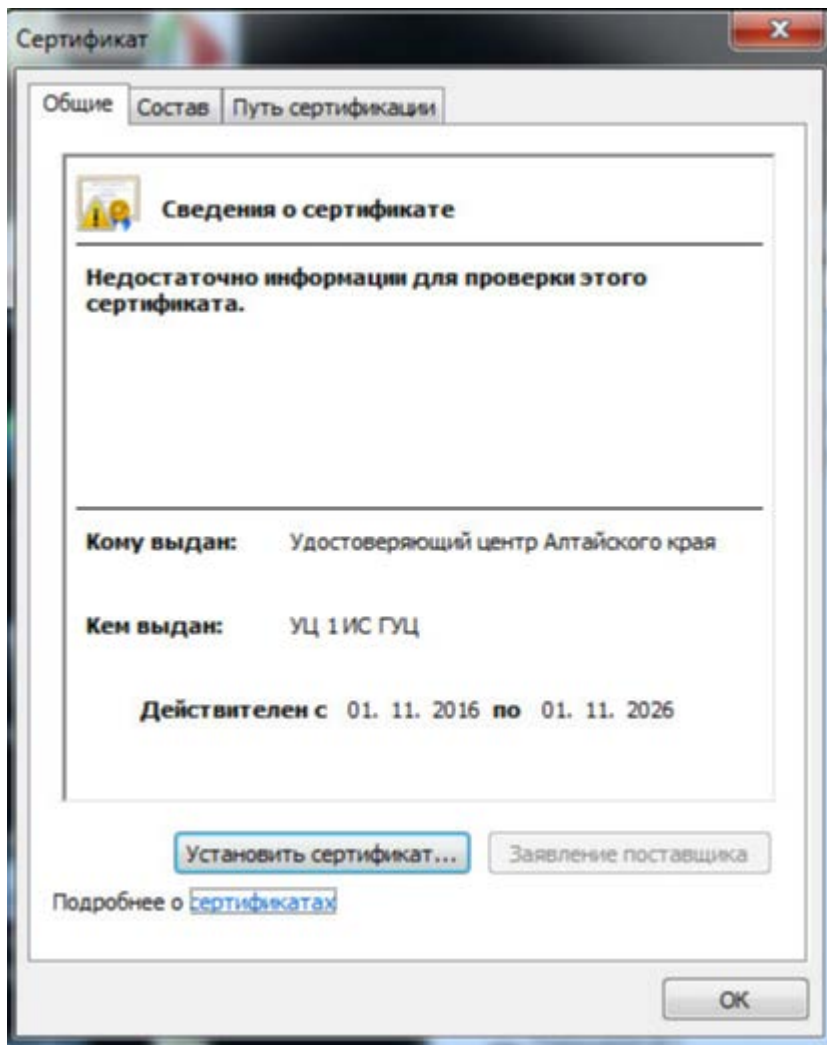 Сертификат
Общие Состав Путь сертификации
Сведения о сертификате
Недостаточно информации для проверки этого
сертификата.
Кому выдан: Удостоверяющий центр Алтайского края
Кем выдан: УЦ 1 ИС ГУЦ
Действителен с 01. 11. 2016 по 01. 11. 2026
Установить сертификат... Заявление поставщика
Подробнее о сертификатах
ОК